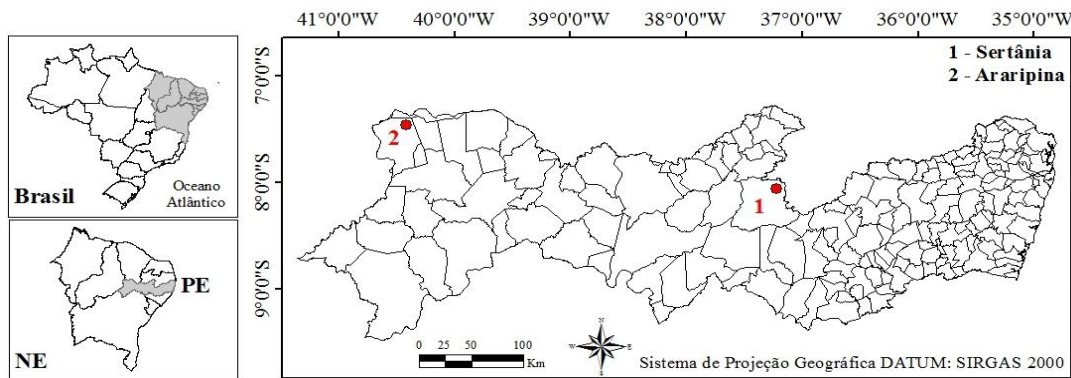 41°0'0"W 40°0'0"W 39°0'0"W 38°0'0"W 37°0'0"W 36°0'0"W 35°0'0"W
Brasil
Oceano
Atlântico
PE
NE
7°0'0"S
8°0'0"S
9°0'0"S
1 - Sertânia
2 - Araripina
2
1
0 25 50 100
Km
N
W E
S
Sistema de Projeção Geográfica DATUM: SIRGAS 2000